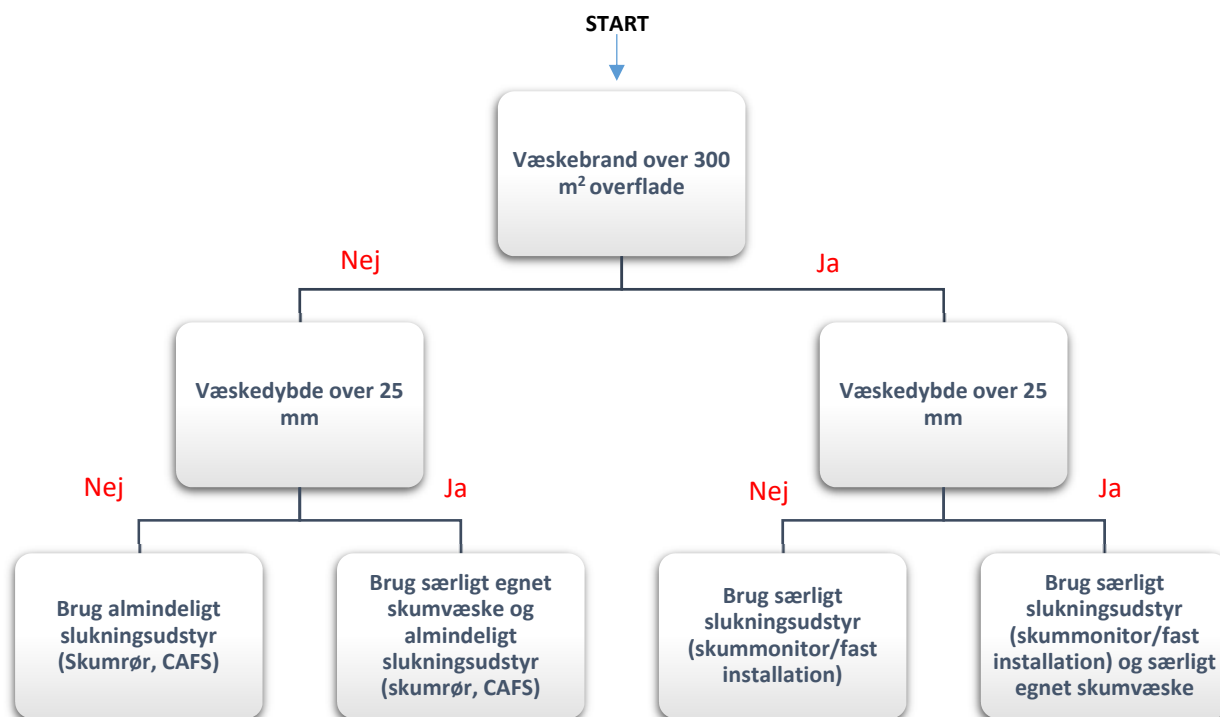 START
Væskebrand over 300
m² overflade
Nej
Ja
Væskedybde over 25
mm
Væskedybde over 25
mm
Nej
Ja
Nej
Ja
Brug almindeligt
slukningsudstyr
(Skumrør, CAFS)
Brug særligt egnet
skumvæske og
almindeligt
slukningsudstyr
(skumrør, CAFS)
Brug særligt
slukningsudstyr
(skummonitor/fast
installation)
Brug særligt
slukningsudstyr
(skummonitor/fast
installation) og særligt
egnet skumvæske